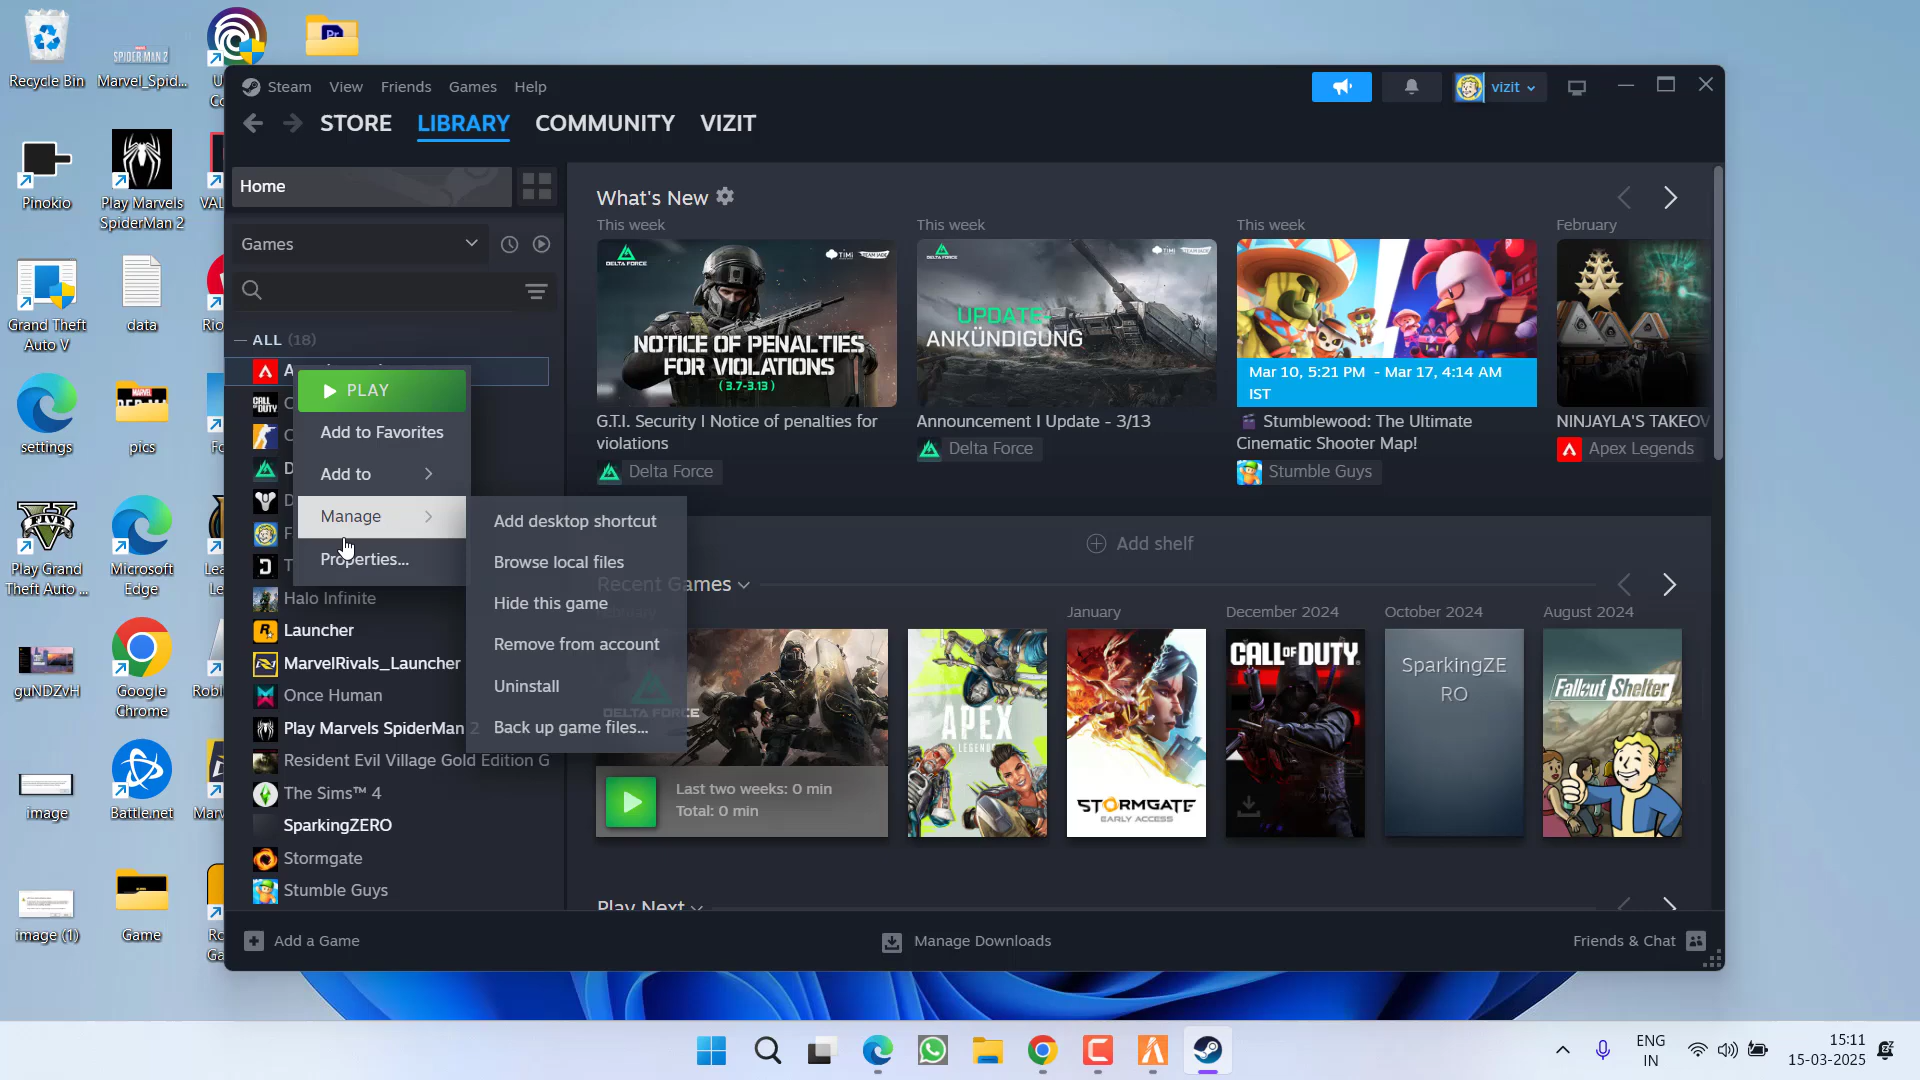 Recycle Bin
Marvel_Spid...
Pinokio
Play Marvels
SpiderMan 2
Grand Theft
Auto V
data
settings
pics
Play Grand
Theft Auto ...
Microsoft
Edge
guNDZvH
Google
Chrome
image
Battle.net
image (1)
Game
Steam View Friends Games Help
vizit
STORE LIBRARY COMMUNITY VIZIT
Home
Games
ALL (18)
PLAY
Add to Favorites
Add to
Manage
Properties...
Add desktop shortcut
Browse local files
Hide this game
Remove from account
Uninstall
Back up game files...
Halo Infinite
Launcher
MarvelRivals_Launcher
Once Human
Play Marvels SpiderMan 2
Resident Evil Village Gold Edition G
The Sims™ 4
SparkingZERO
Stormgate
Stumble Guys
What's New
This week
This week
This week
February
DELTA FORCE
NOTICE OF PENALTIES
FOR VIOLATIONS
(3.7-3.13)
UPDATE-
ANKÜNDIGUNG
Mar 10, 5:21 PM - Mar 17, 4:14 AM
IST
G.T.I. Security I Notice of penalties for
violations
Delta Force
Announcement I Update - 3/13
Delta Force
Stumblewood: The Ultimate
Cinematic Shooter Map!
Stumble Guys
NINJAYLA'S TAKEOV
Apex Legends
Add shelf
Recent Games
January
December 2024
October 2024
August 2024
DELTA FORCE
APEX
LEGENDS
STORMGATE
EARLY ACCESS
CALL OF DUTY
SparkingZE
RO
Fallout Shelter
Last two weeks: 0 min
Total: 0 min
Play Next
Add a Game
Manage Downloads
Friends & Chat
ENG
IN
15:11
15-03-2025